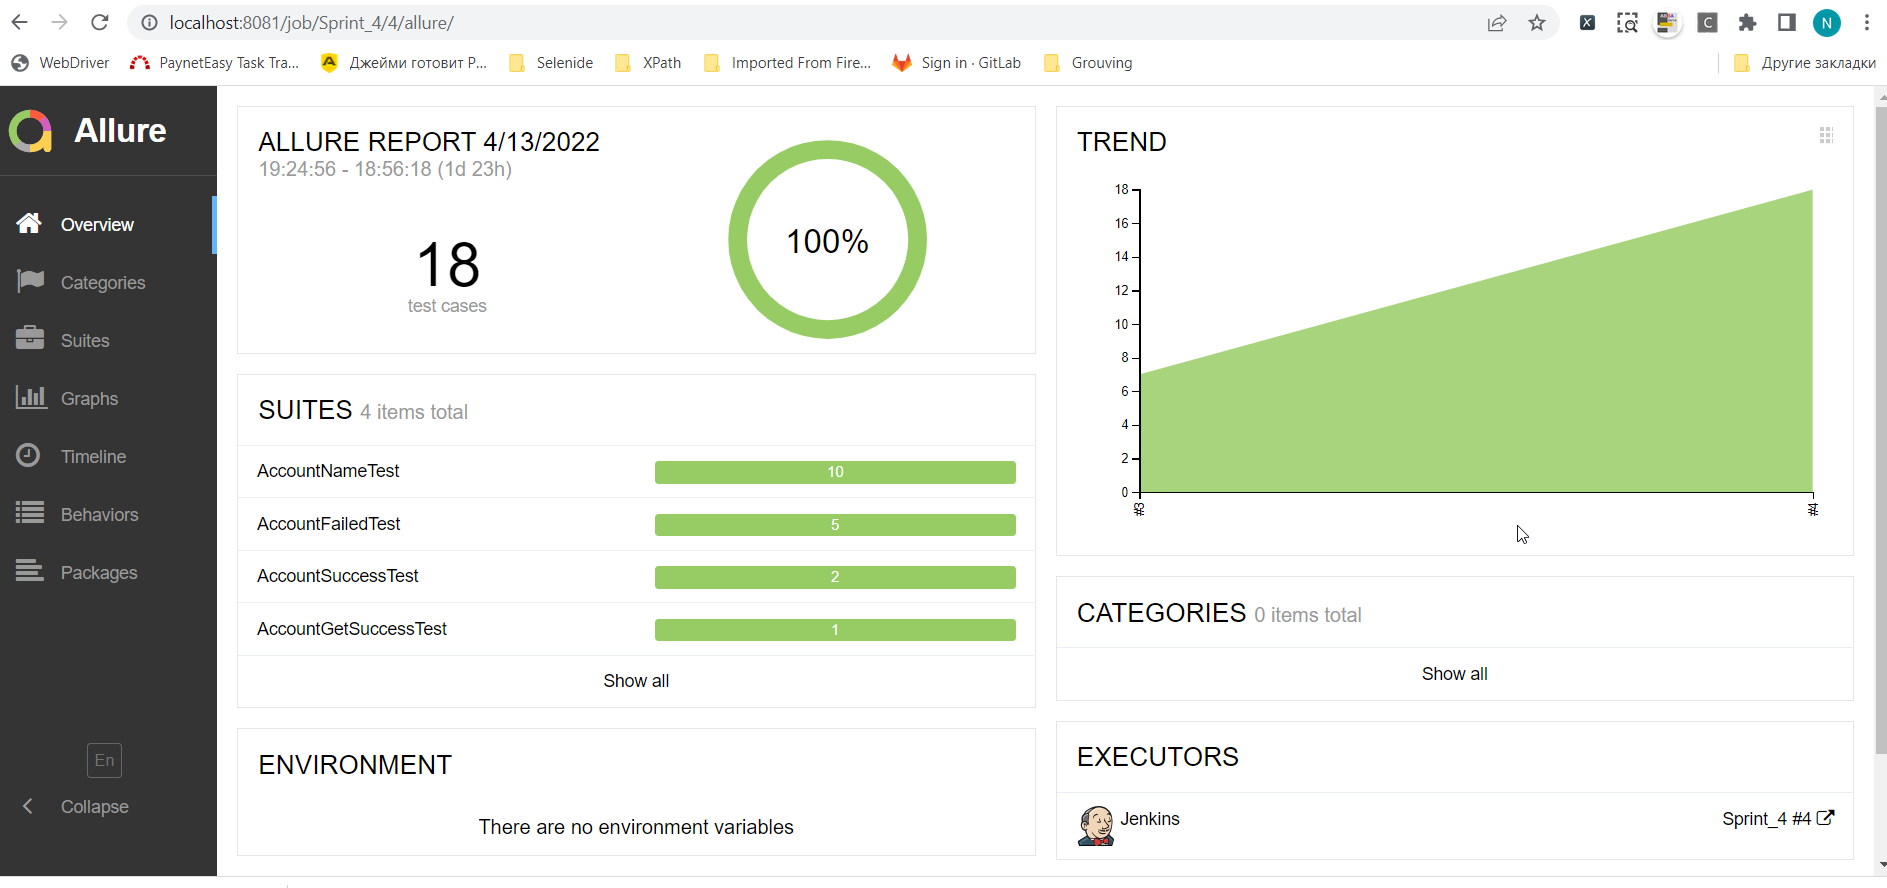 localhost:8081/job/Sprint_4/4/allure/
N
WebDriver
PaynetEasy Task Tra...
Джейми готовит Р...
Selenide
XPath
Imported From Fire...
Sign in · GitLab
Grouving
Другие закладки
Allure
Overview
Categories
Suites
Graphs
Timeline
Behaviors
Packages
En
Collapse
ALLURE REPORT 4/13/2022
19:24:56 - 18:56:18 (1d 23h)
18
test cases
100%
SUITES 4 items total
AccountNameTest 10
AccountFailedTest 5
AccountSuccessTest 2
AccountGetSuccessTest 1
Show all
ENVIRONMENT
There are no environment variables
TREND
18
16
14
12
10
8
6
4
2
0
#3
#4
CATEGORIES 0 items total
Show all
EXECUTORS
Jenkins
Sprint_4 #4